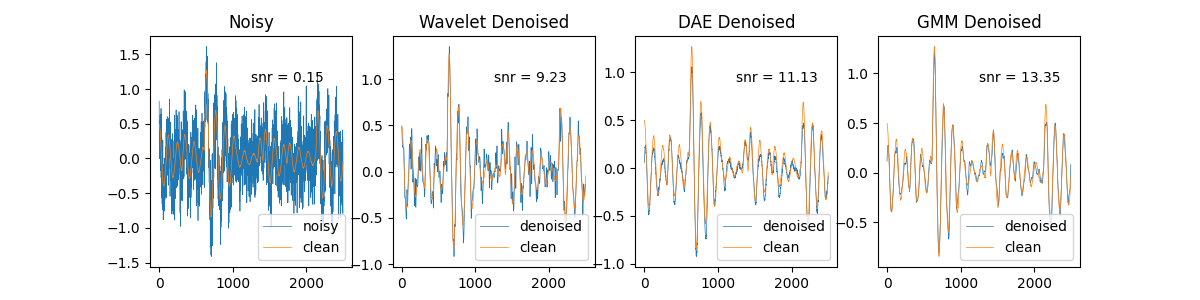 Noisy
snr = 0.15
noisy
clean
1.5
1.0
0.5
0.0
−0.5
−1.0
−1.5
0
1000
2000
Wavelet Denoised
snr = 9.23
denoised
clean
1.0
0.5
0.0
−0.5
−1.0
0
1000
2000
DAE Denoised
snr = 11.13
denoised
clean
1.0
0.5
0.0
−0.5
−1.0
0
1000
2000
GMM Denoised
snr = 13.35
denoised
clean
1.0
0.5
0.0
−0.5
0
1000
2000